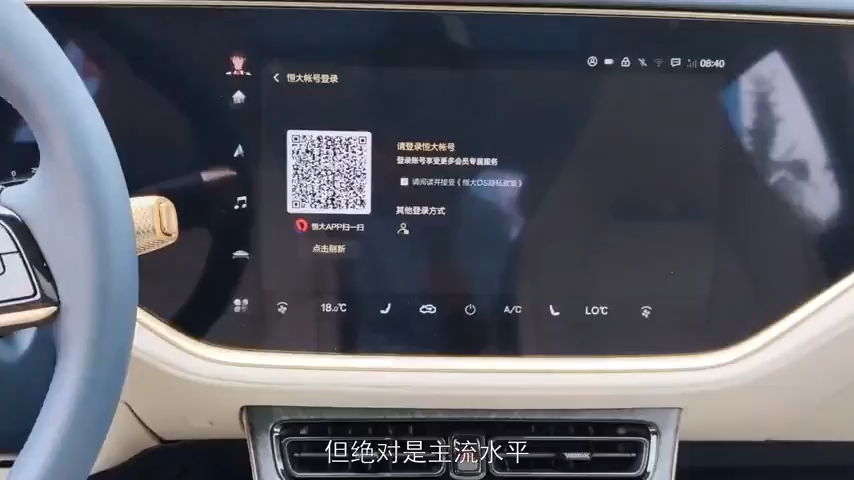 08:40
恒大帐号登录
请登录恒大帐号
登录账号享受更多会员专属服务
请阅读并接受《恒大OS隐私政策》
其他登录方式
恒大APP扫一扫
点击刷新
18.0℃
A/C
LO℃
但绝对是主流水平